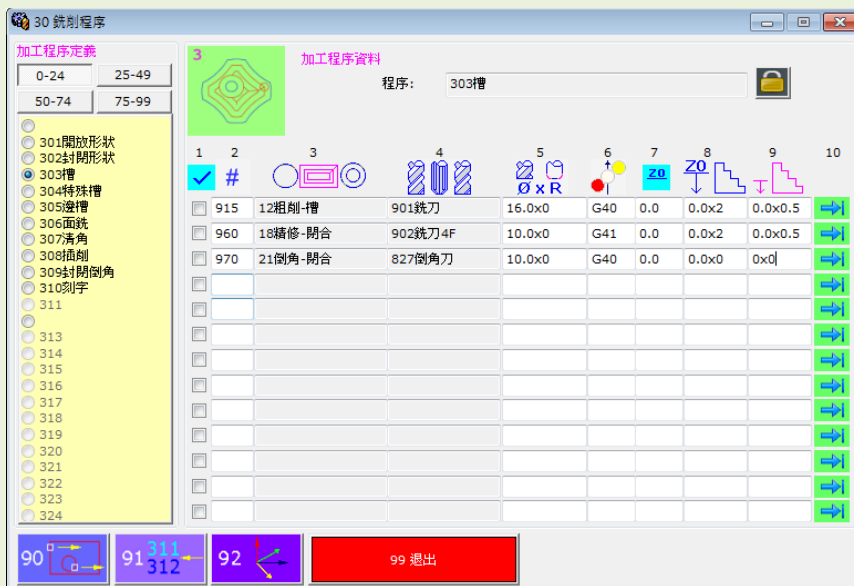 30 銑削程序
加工程序定義
0-24
25-49
50-74
75-99
301開放形狀
302封閉形狀
303槽
304特殊槽
305邊槽
306面銑
307清角
308插削
309封閉倒角
310刻字
311
313
314
315
316
317
318
319
320
321
322
323
324
3
加工程序資料
程序:
303槽
1 2 3 4 5 6 7 8 9 10
# Ø x R Z0 Z0
915 12粗削-槽 901銑刀 16.0x0 G40 0.0 0.0x2 0.0x0.5
960 18精修-閉合 902銑刀4F 10.0x0 G41 0.0 0.0x2 0.0x0.5
970 21倒角-閉合 827倒角刀 10.0x0 G40 0.0 0.0x0 0x0
90
91 311
312
92
99 退出